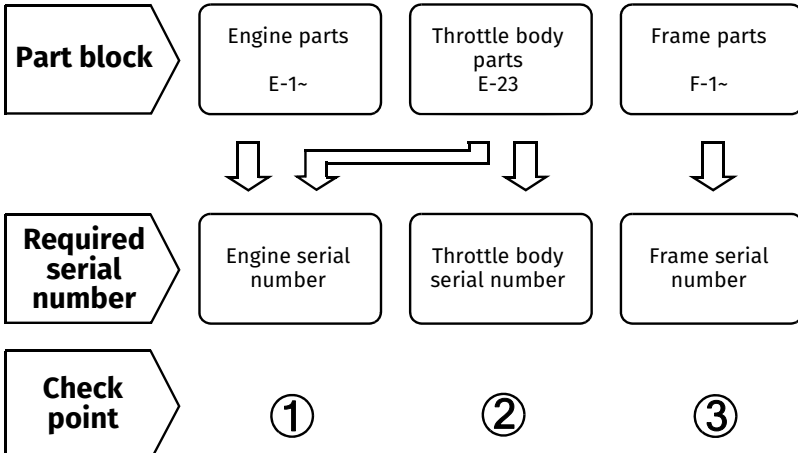 Part block
Engine parts
E-1~
Throttle body
parts
E-23
Frame parts
F-1~
Required
serial
number
Engine serial
number
Throttle body
serial number
Frame serial
number
Check
point
①
②
③